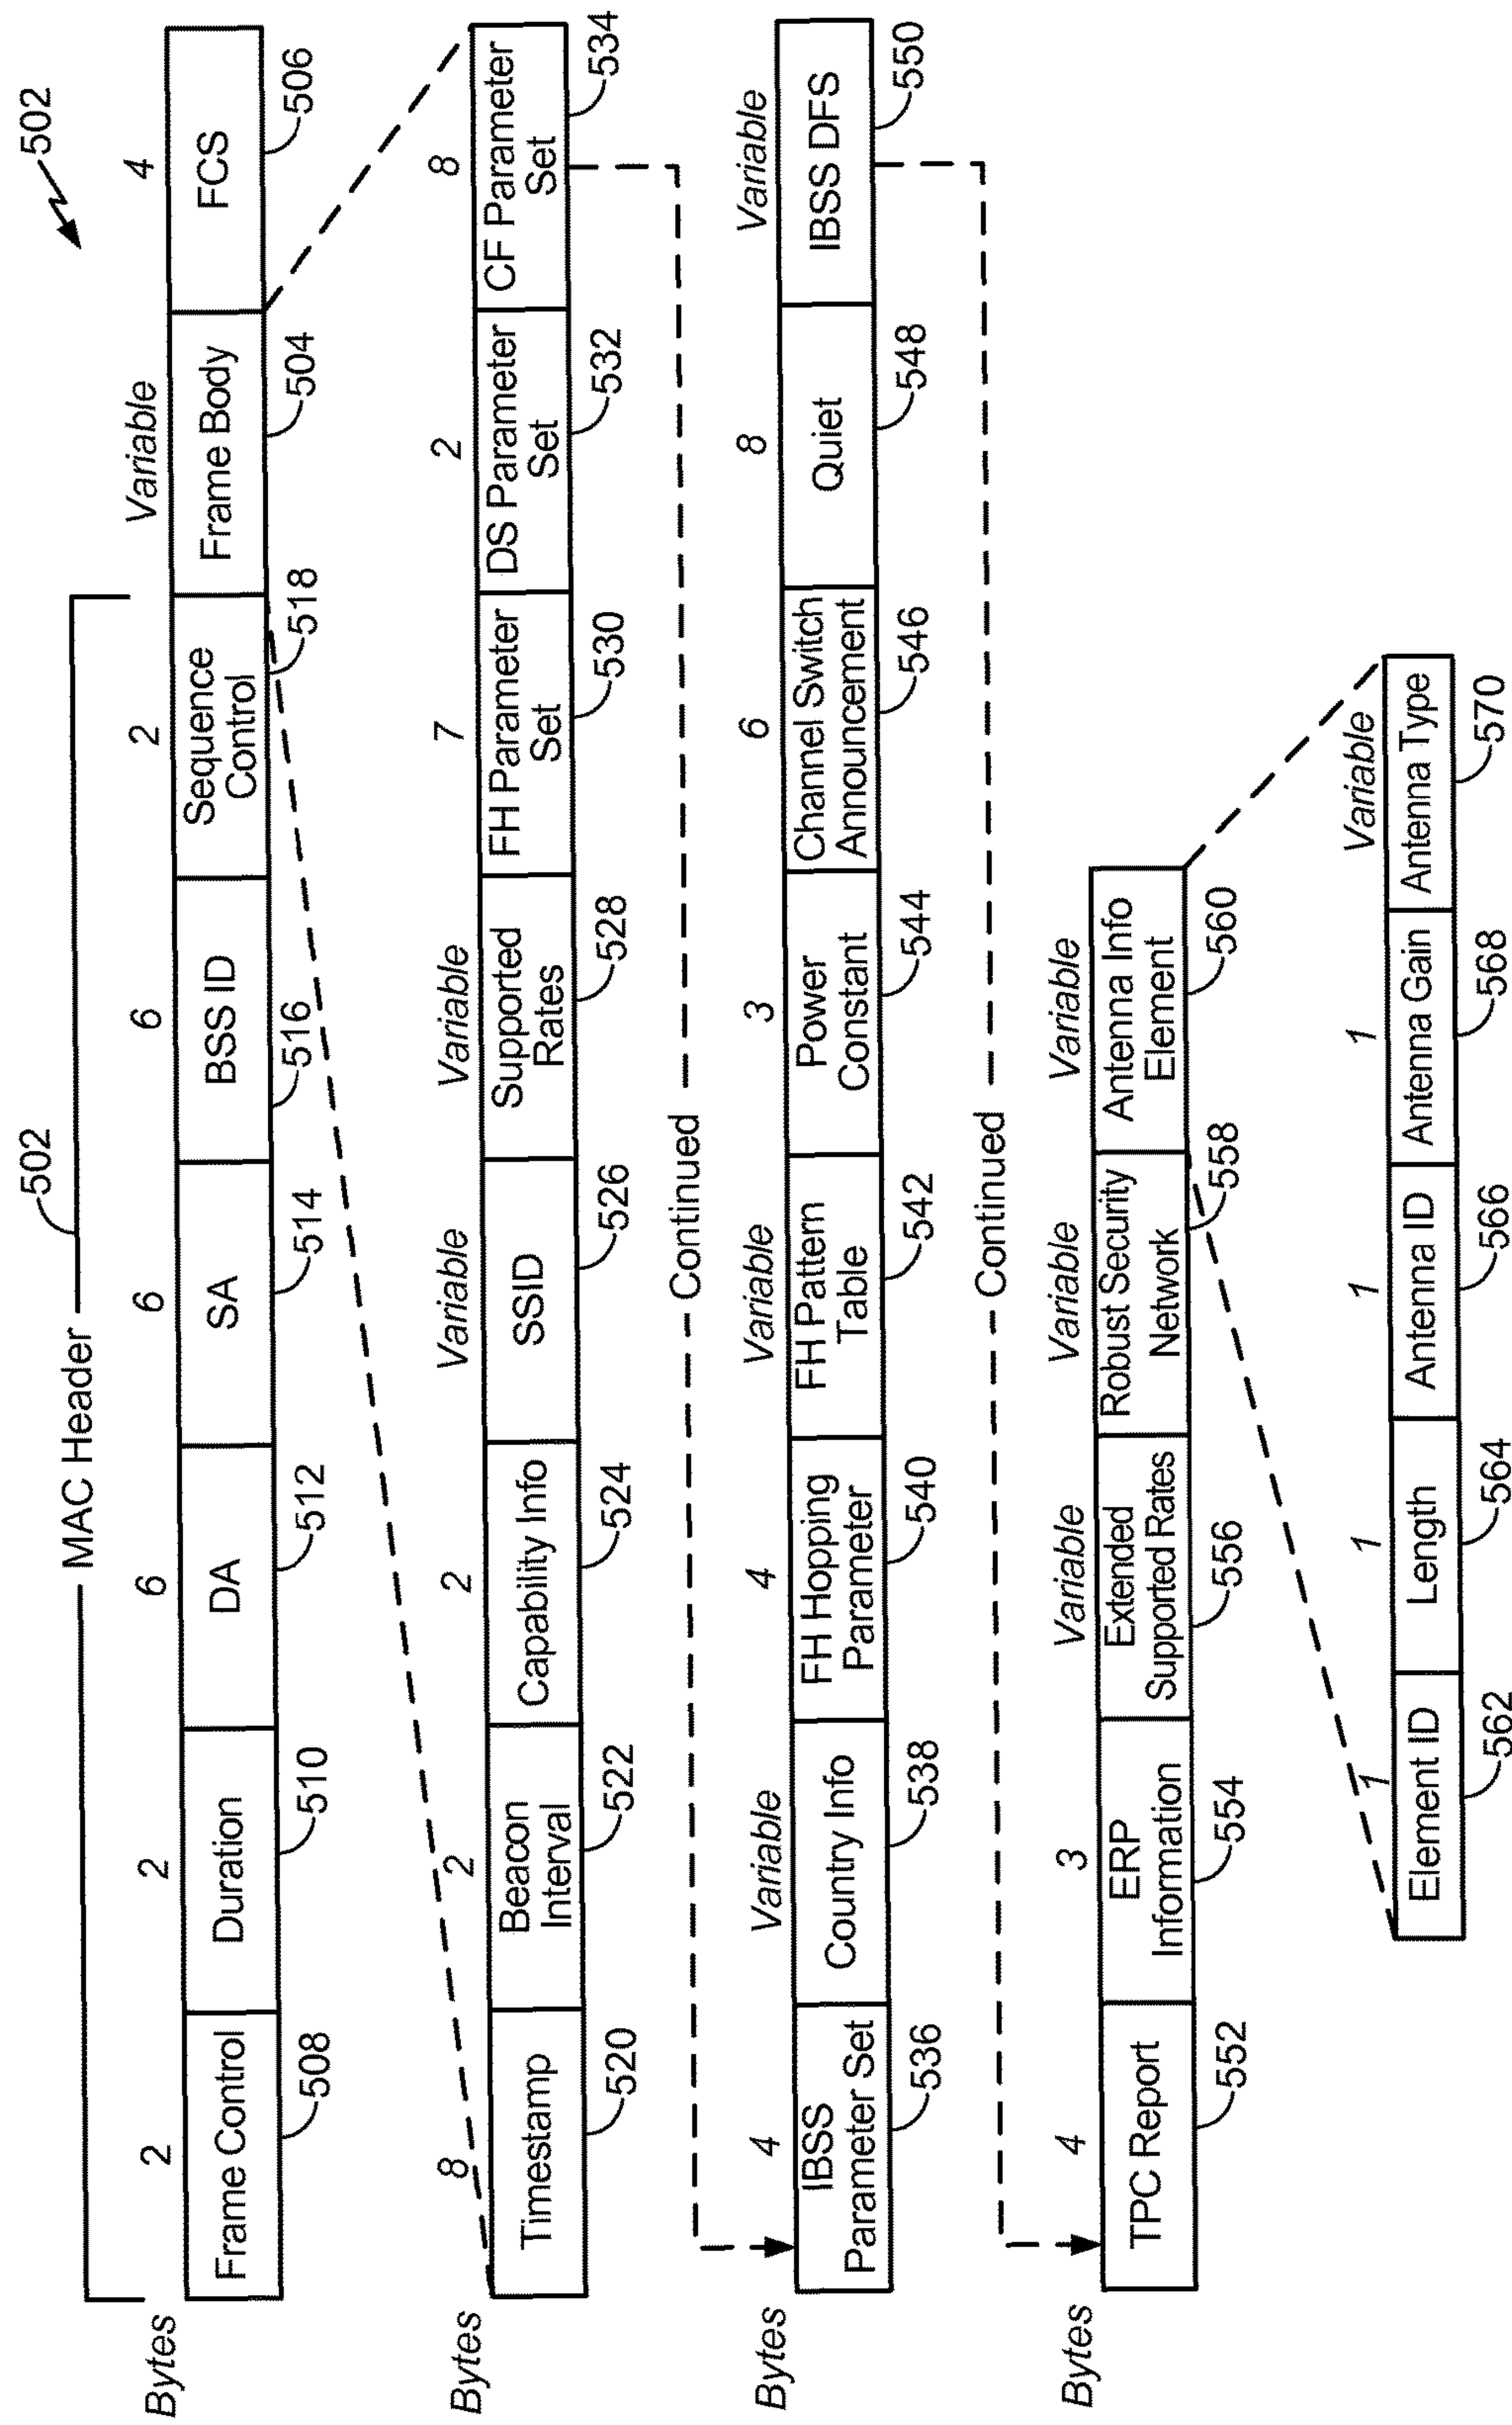 502
MAC Header
502
Bytes
2
2
6
6
6
2
Variable
4
Frame Control
Duration
DA
SA
BSS ID
Sequence
Control
Frame Body
FCS
508
510
512
514
516
518
504
506
Bytes
8
2
2
Variable
Variable
7
2
8
Timestamp
Beacon
Interval
Capability Info
SSID
Supported
Rates
FH Parameter
Set
DS Parameter
Set
CF Parameter
Set
520
522
524
526
528
530
532
534
Continued
Bytes
4
Variable
4
Variable
3
6
8
Variable
IBSS
Parameter Set
Country Info
FH Hopping
Parameter
FH Pattern
Table
Power
Constant
Channel Switch
Announcement
Quiet
IBSS DFS
536
538
540
542
544
546
548
550
Continued
Bytes
4
3
Variable
Variable
Variable
TPC Report
ERP
Information
Extended
Supported Rates
Robust Security
Network
Antenna Info
Element
552
554
556
558
560
1
1
1
1
Variable
Element ID
Length
Antenna ID
Antenna Gain
Antenna Type
562
564
566
568
570